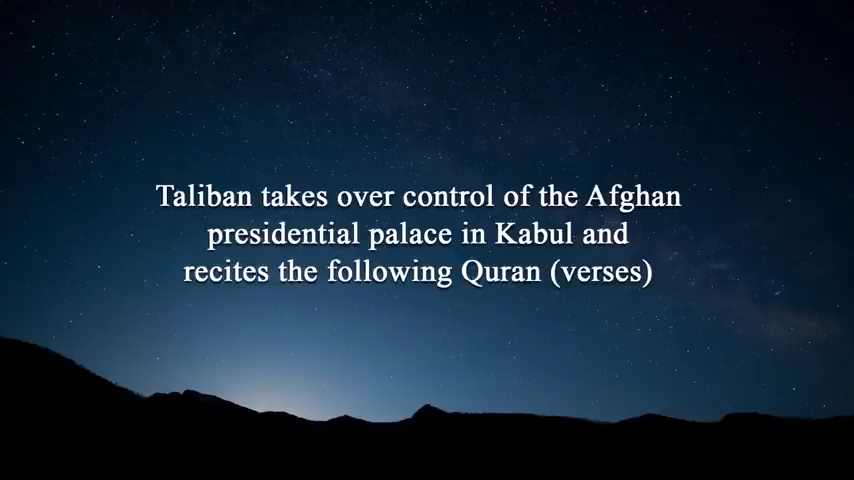 Taliban takes over control of the Afghan
presidential palace in Kabul and
recites the following Quran (verses)